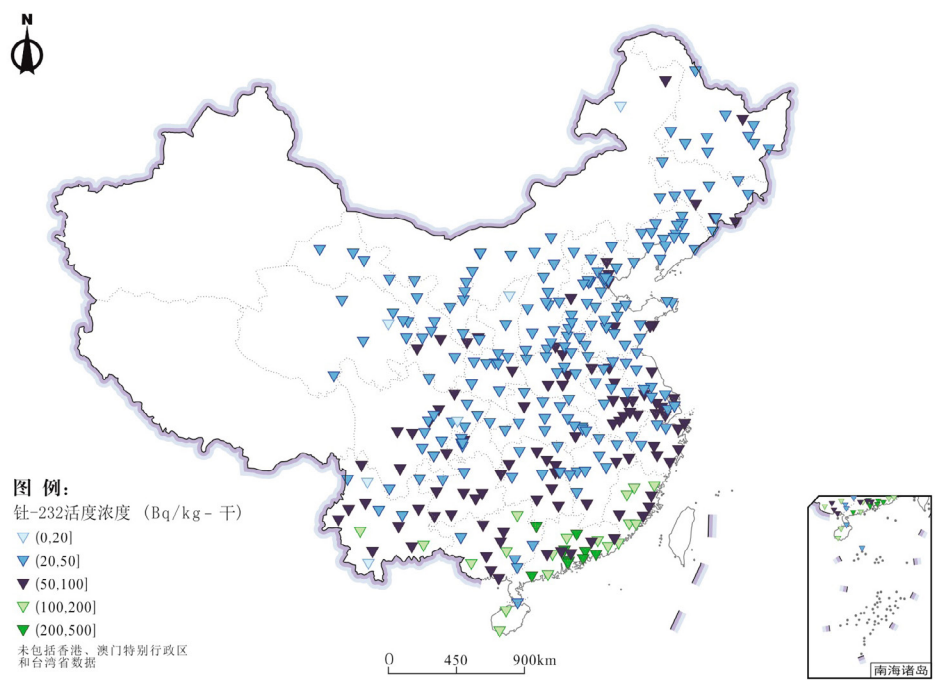 N
图 例:
钍-232活度浓度 (Bq/kg-干)
(0,20]
(20,50]
(50,100]
(100,200]
(200,500]
未包括香港、澳门特别行政区
和台湾省数据
0 450 900km
南海诸岛